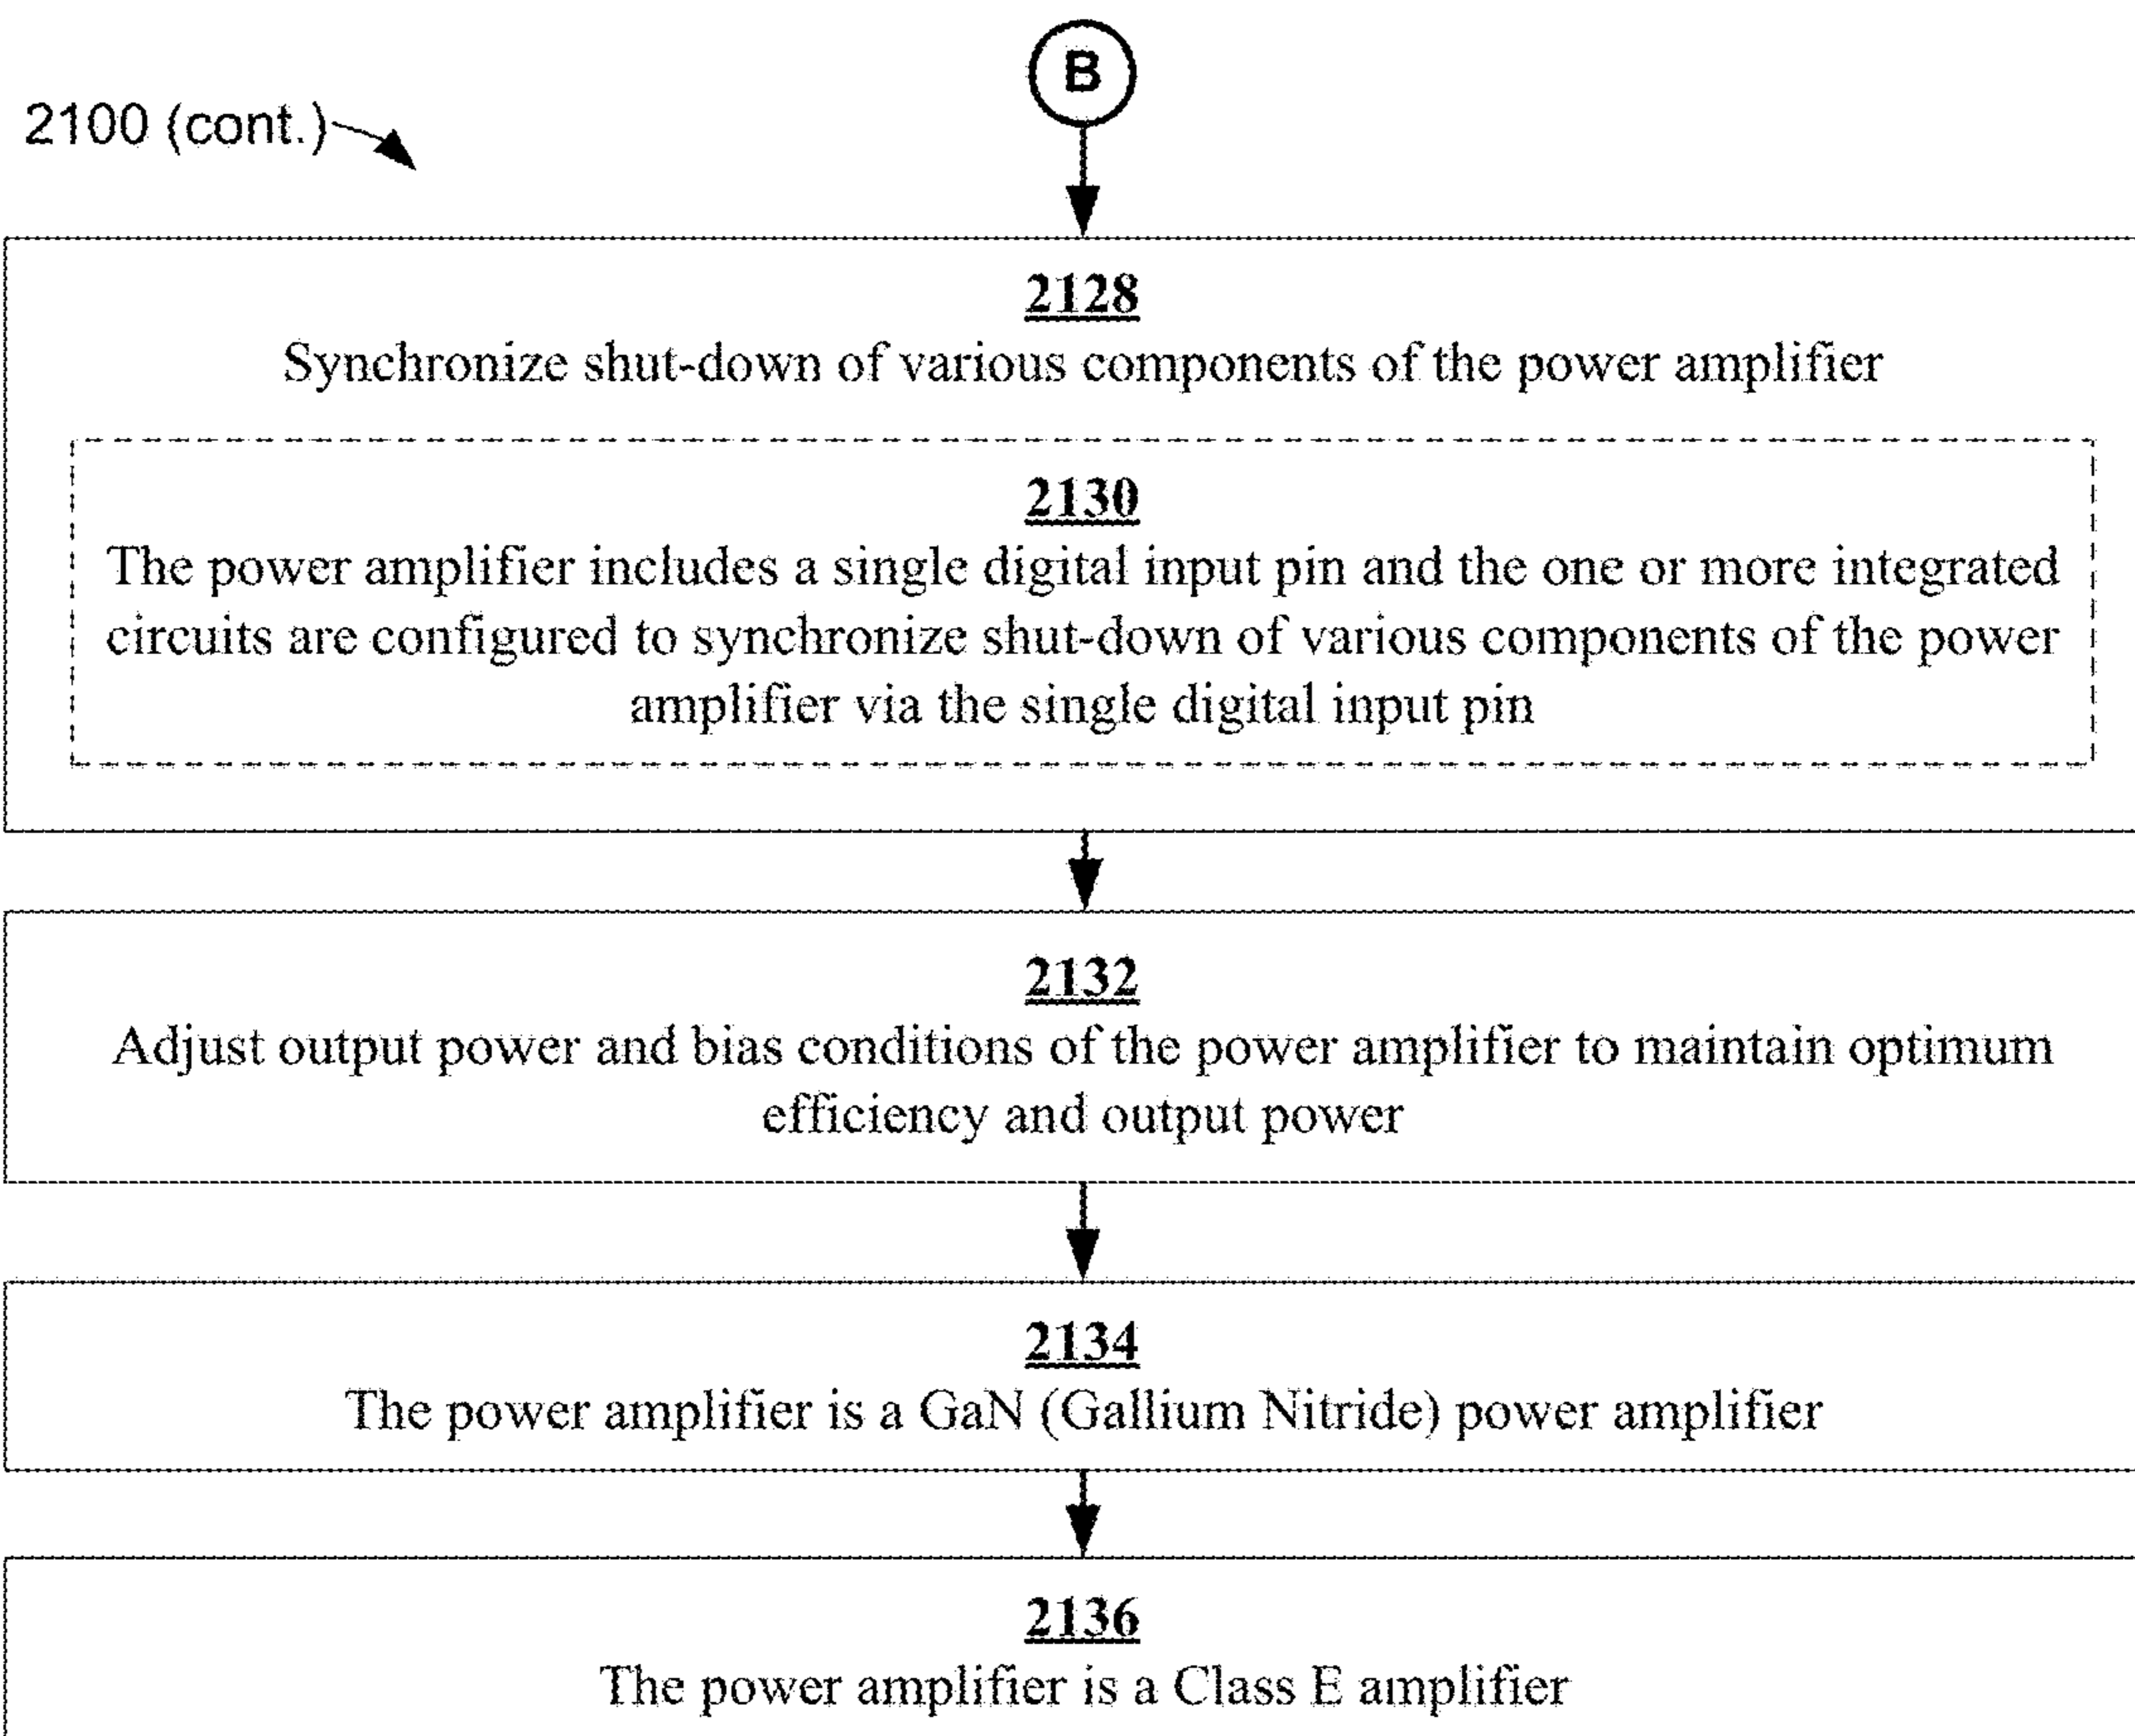 B
2100 (cont.)
2128
Synchronize shut-down of various components of the power amplifier
2130
The power amplifier includes a single digital input pin and the one or more integrated
circuits are configured to synchronize shut-down of various components of the power
amplifier via the single digital input pin
2132
Adjust output power and bias conditions of the power amplifier to maintain optimum
efficiency and output power
2134
The power amplifier is a GaN (Gallium Nitride) power amplifier
2136
The power amplifier is a Class E amplifier